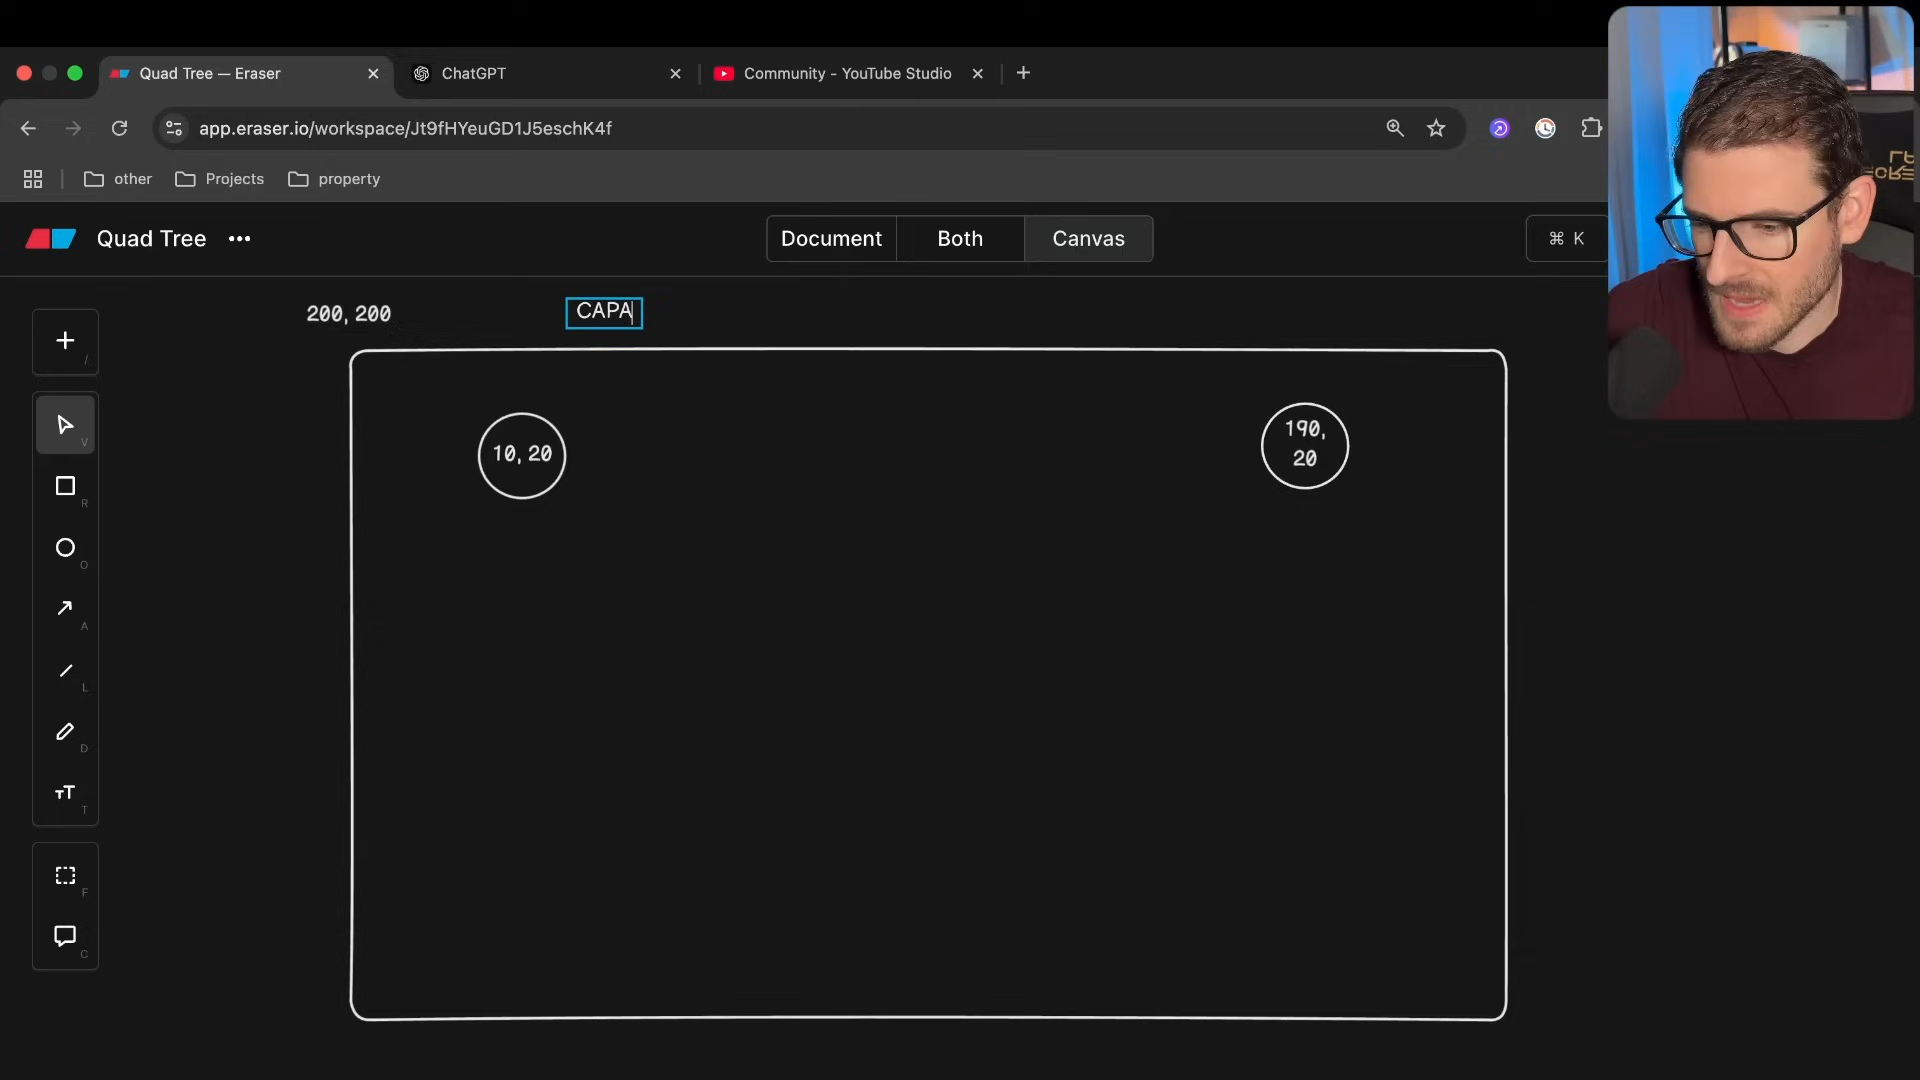 Quad Tree — Eraser
ChatGPT
Community - YouTube Studio
app.eraser.io/workspace/Jt9fHYeuGD1J5eschK4f
other
Projects
property
Quad Tree
Document
Both
Canvas
⌘ K
200, 200
CAPA
10, 20
190,
20
/
V
R
O
A
L
D
T
F
C